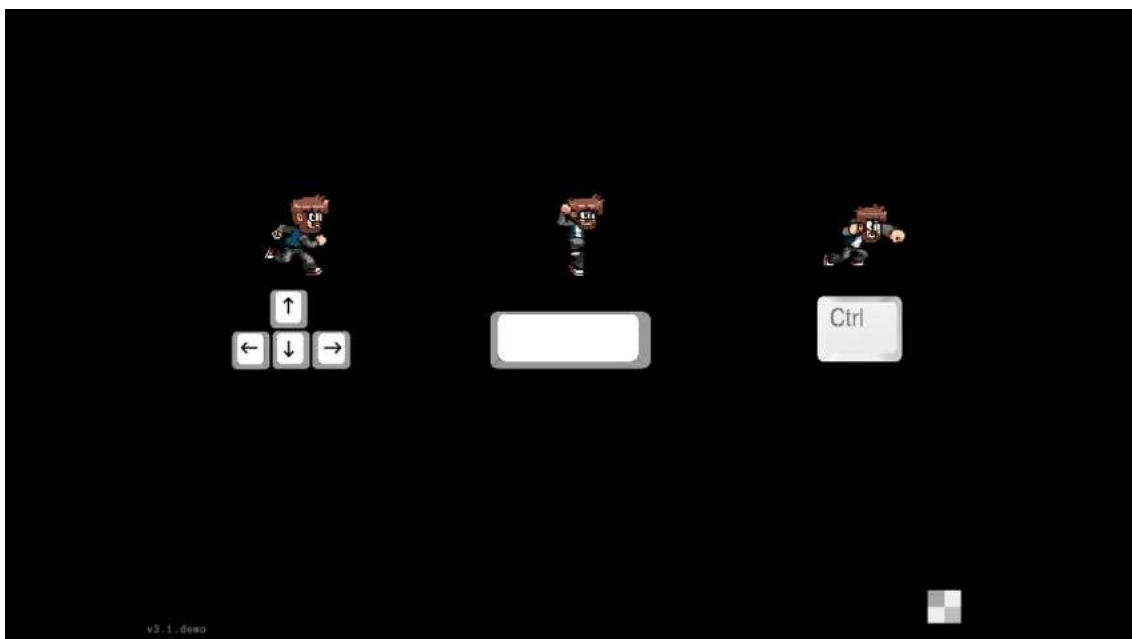 ↑
← ↓ →
Ctrl
v3.1.demo